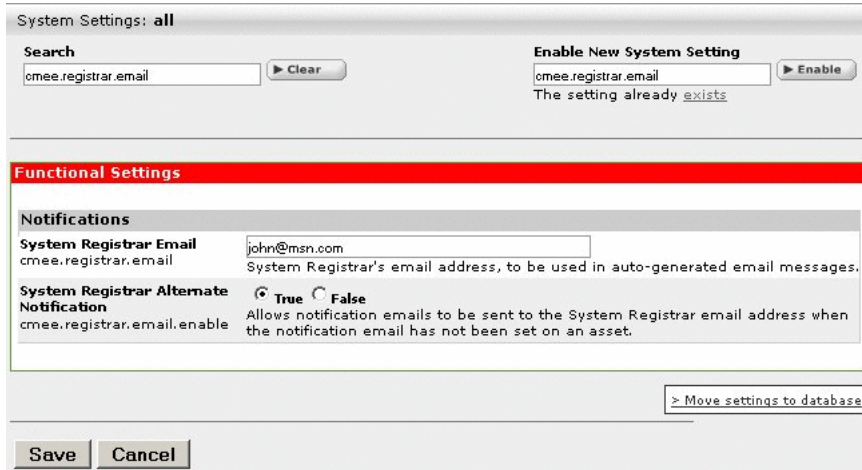 System Settings: all
Search
cmee.registrar.email
Clear
Enable New System Setting
cmee.registrar.email
Enable
The setting already exists
Functional Settings
Notifications
System Registrar Email
cmee.registrar.email
john@msn.com
System Registrar's email address, to be used in auto-generated email messages.
System Registrar Alternate
Notification
cmee.registrar.email.enable
True False
Allows notification emails to be sent to the System Registrar email address when
the notification email has not been set on an asset.
> Move settings to database
Save Cancel